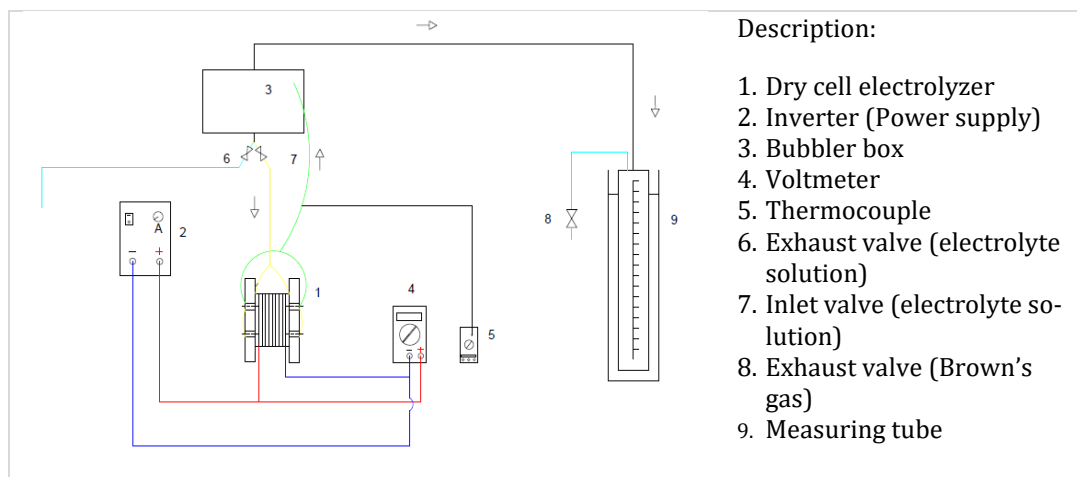 Description:
1. Dry cell electrolyzer
2. Inverter (Power supply)
3. Bubbler box
4. Voltmeter
5. Thermocouple
6. Exhaust valve (electrolyte
solution)
7. Inlet valve (electrolyte so-
lution)
8. Exhaust valve (Brown's
gas)
9. Measuring tube
3
6
7
2
A
− +
1
4
− +
5
8
9